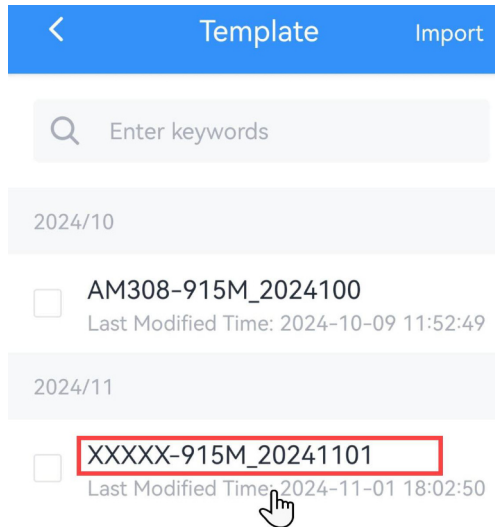 Template
Import
Enter keywords
2024/10
AM308-915M_2024100
Last Modified Time: 2024-10-09 11:52:49
2024/11
XXXXX-915M_20241101
Last Modified Time: 2024-11-01 18:02:50